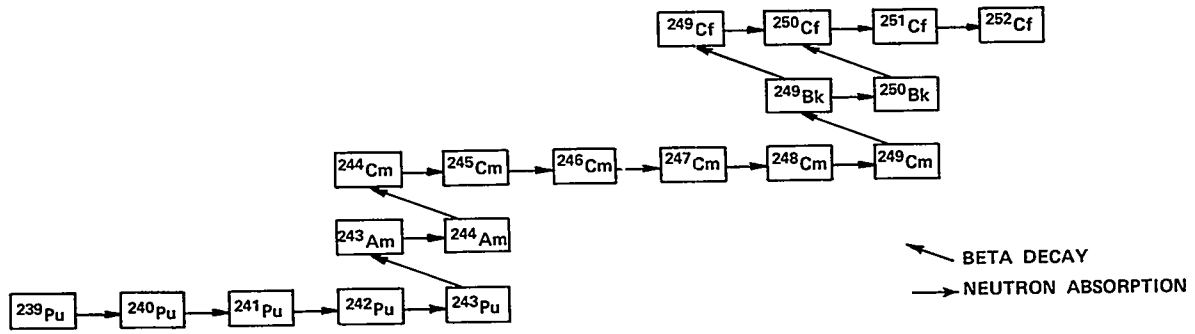 ²⁴⁹Cf ²⁵⁰Cf ²⁵¹Cf ²⁵²Cf
²⁴⁹Bk ²⁵⁰Bk
²⁴⁴Cm ²⁴⁵Cm ²⁴⁶Cm ²⁴⁷Cm ²⁴⁸Cm ²⁴⁹Cm
²⁴³Am ²⁴⁴Am
²³⁹Pu ²⁴⁰Pu ²⁴¹Pu ²⁴²Pu ²⁴³Pu
BETA DECAY
NEUTRON ABSORPTION